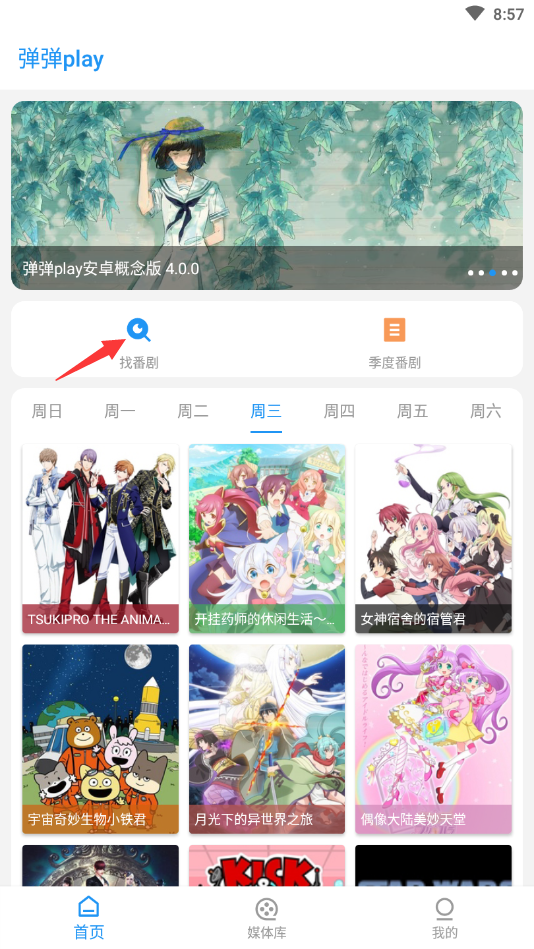 8:57
弹弹play
弹弹play安卓概念版 4.0.0
找番剧
季度番剧
周日 周一 周二 周三 周四 周五 周六
TSUKIPRO THE ANIMA...
开挂药师的休闲生活～...
女神宿舍的宿管君
宇宙奇妙生物小铁君
月光下的异世界之旅
偶像大陆美妙天堂
KICK&
STAR WARS
首页
媒体库
我的